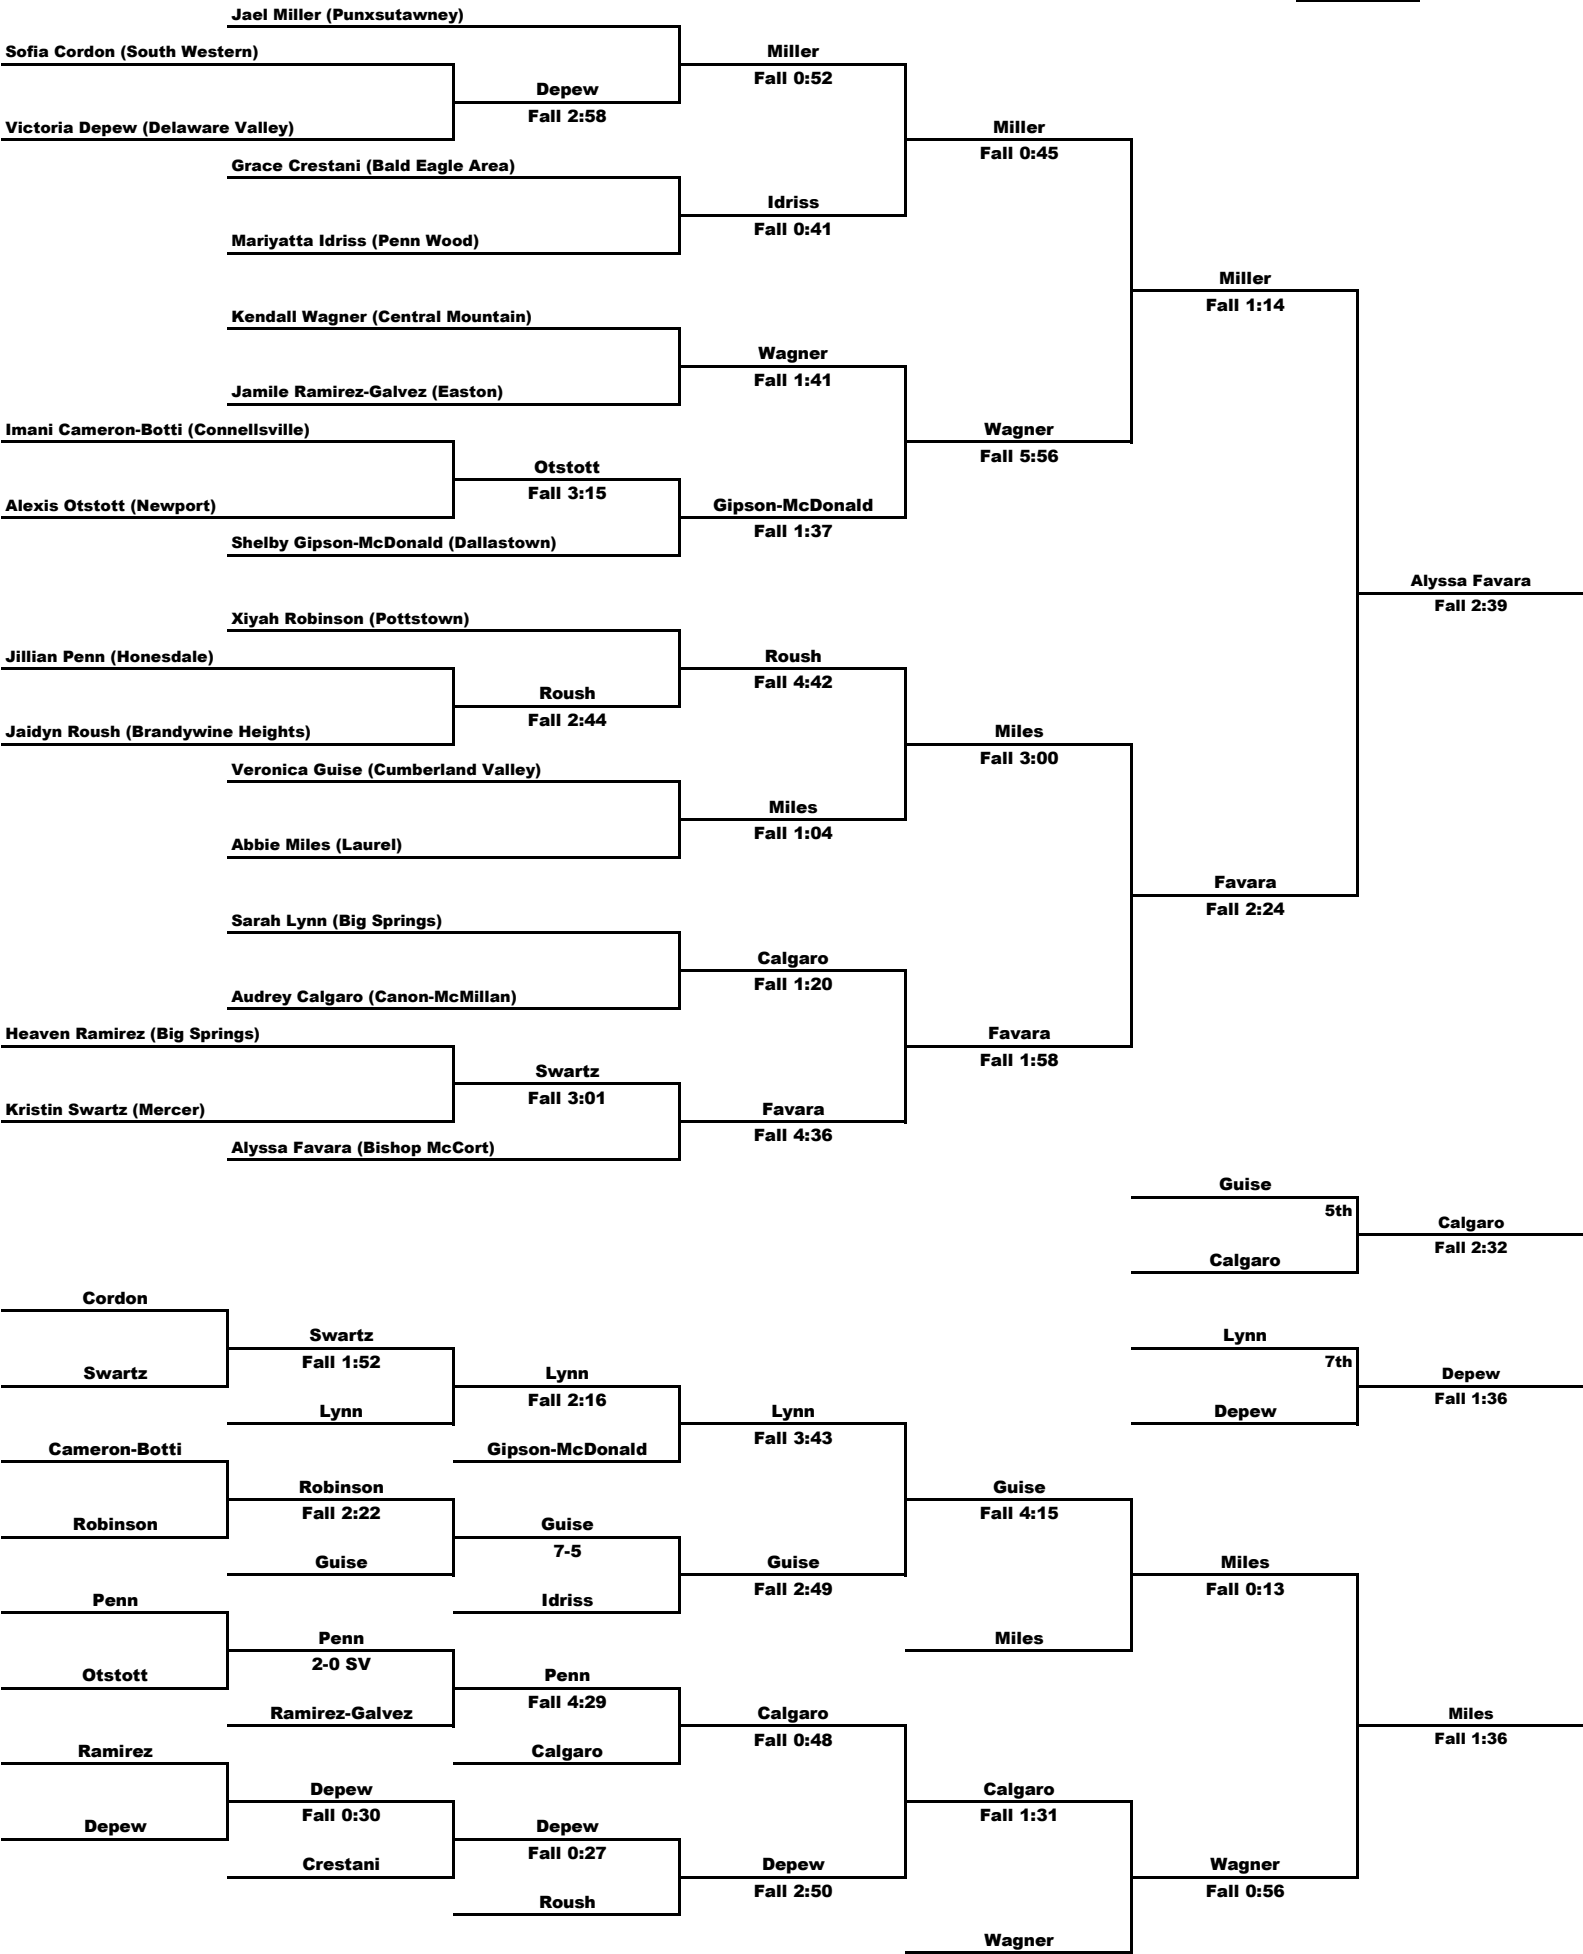 Jael Miller (Punxsutawney)
Sofia Cordon (South Western)
Miller
Fall 0:52
Depew
Fall 2:58
Victoria Depew (Delaware Valley)
Miller
Fall 0:45
Grace Crestani (Bald Eagle Area)
Idriss
Fall 0:41
Mariyatta Idriss (Penn Wood)
Miller
Fall 1:14
Kendall Wagner (Central Mountain)
Wagner
Fall 1:41
Jamile Ramirez-Galvez (Easton)
Imani Cameron-Botti (Connellsville)
Wagner
Fall 5:56
Otstott
Fall 3:15
Alexis Otstott (Newport)
Gipson-McDonald
Fall 1:37
Shelby Gipson-McDonald (Dallastown)
Alyssa Favara
Fall 2:39
Xiyah Robinson (Pottstown)
Jillian Penn (Honesdale)
Roush
Fall 4:42
Roush
Fall 2:44
Jaidyn Roush (Brandywine Heights)
Miles
Fall 3:00
Veronica Guise (Cumberland Valley)
Miles
Fall 1:04
Abbie Miles (Laurel)
Favara
Fall 2:24
Sarah Lynn (Big Springs)
Calgaro
Fall 1:20
Audrey Calgaro (Canon-McMillan)
Heaven Ramirez (Big Springs)
Favara
Fall 1:58
Swartz
Fall 3:01
Kristin Swartz (Mercer)
Favara
Fall 4:36
Alyssa Favara (Bishop McCort)
Guise
5th
Calgaro
Fall 2:32
Calgaro
Cordon
Swartz
Fall 1:52
Lynn
7th
Swartz
Lynn
Fall 2:16
Depew
Fall 1:36
Lynn
Lynn
Fall 3:43
Depew
Cameron-Botti
Gipson-McDonald
Robinson
Fall 2:22
Guise
Fall 4:15
Robinson
Guise
7-5
Guise
Guise
Fall 2:49
Miles
Fall 0:13
Penn
Idriss
Penn
2-0 SV
Miles
Otstott
Penn
Fall 4:29
Ramirez-Galvez
Calgaro
Fall 0:48
Miles
Fall 1:36
Ramirez
Calgaro
Depew
Fall 0:30
Calgaro
Fall 1:31
Depew
Depew
Fall 0:27
Crestani
Depew
Fall 2:50
Wagner
Fall 0:56
Roush
Wagner